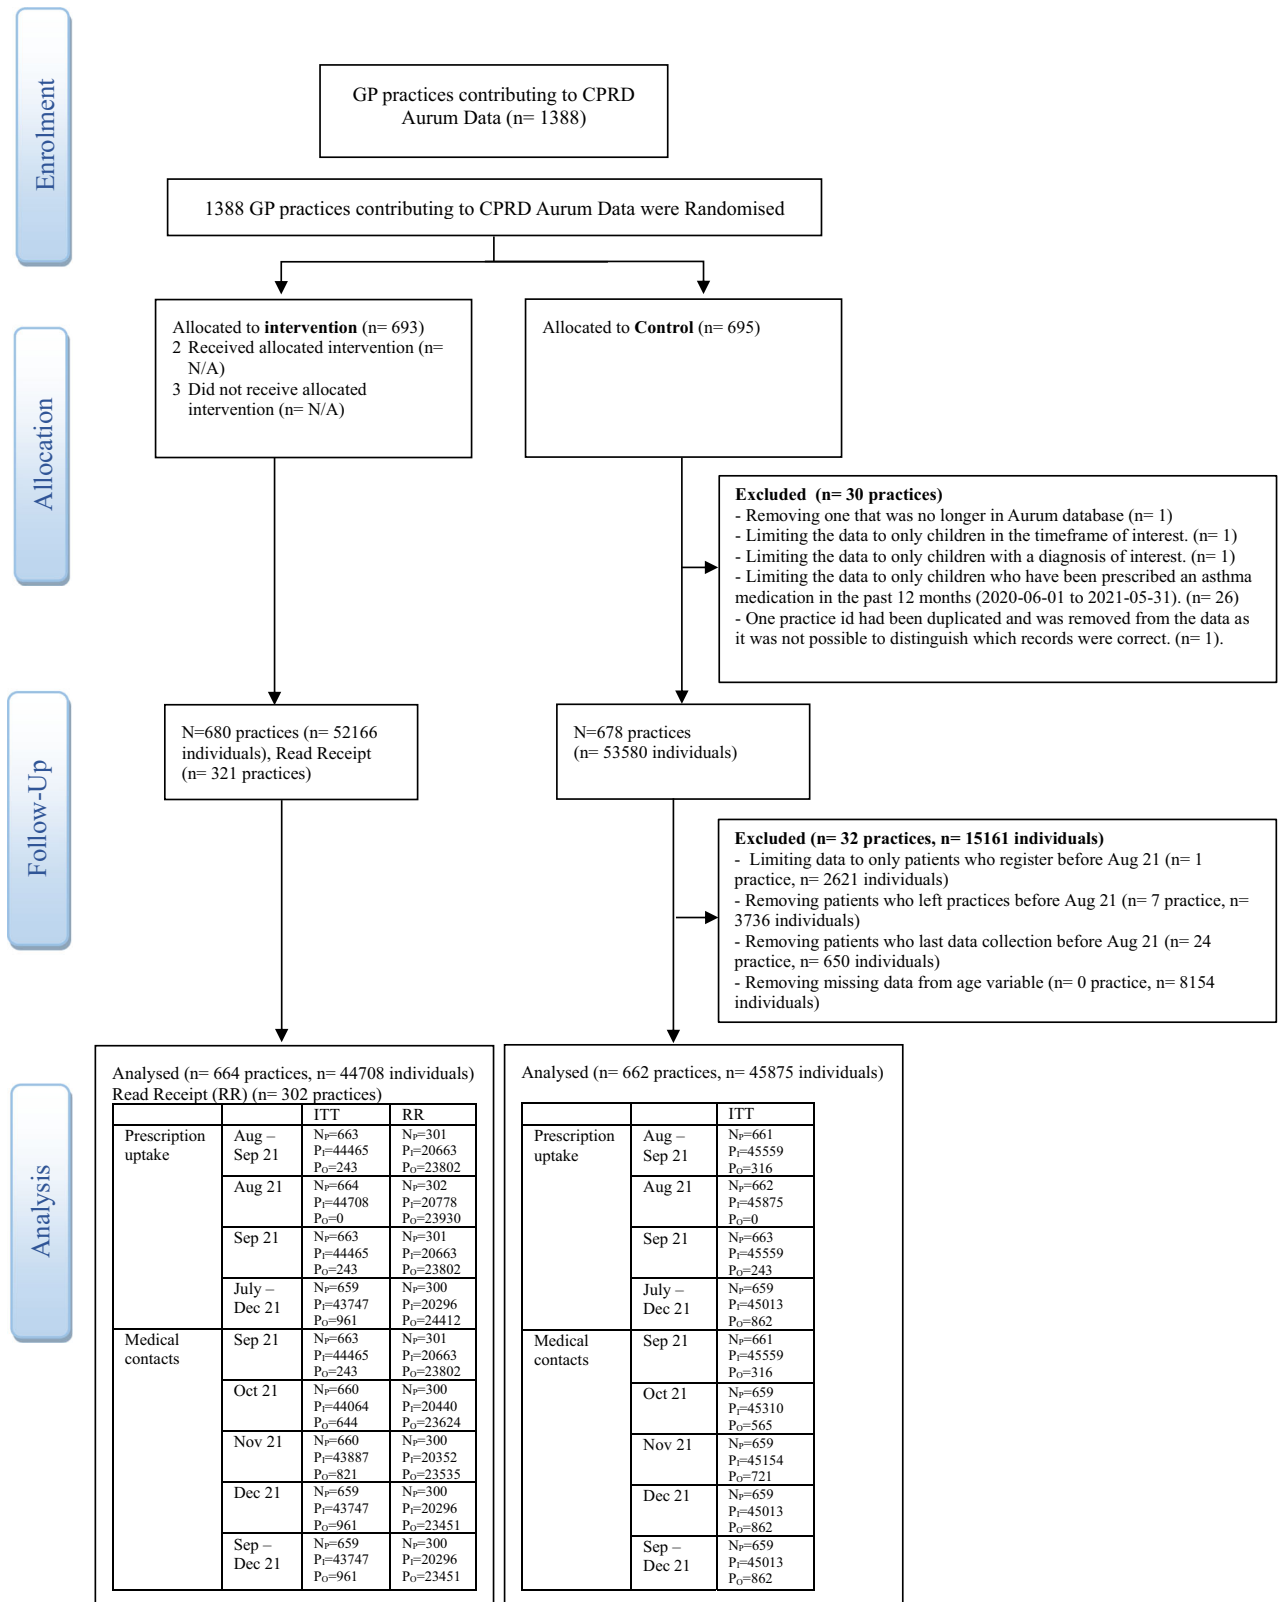 Enrolment
GP practices contributing to CPRD
Aurum Data (n= 1388)
1388 GP practices contributing to CPRD Aurum Data were Randomised
Allocation
Allocated to intervention (n= 693)
2 Received allocated intervention (n=
N/A)
3 Did not receive allocated
intervention (n= N/A)
Allocated to Control (n= 695)
Excluded (n= 30 practices)
- Removing one that was no longer in Aurum database (n= 1)
- Limiting the data to only children in the timeframe of interest. (n= 1)
- Limiting the data to only children with a diagnosis of interest. (n= 1)
- Limiting the data to only children who have been prescribed an asthma
medication in the past 12 months (2020-06-01 to 2021-05-31). (n= 26)
- One practice id had been duplicated and was removed from the data as
it was not possible to distinguish which records were correct. (n= 1).
Follow-Up
N=680 practices (n= 52166
individuals), Read Receipt
(n= 321 practices)
N=678 practices
(n= 53580 individuals)
Excluded (n= 32 practices, n= 15161 individuals)
- Limiting data to only patients who register before Aug 21 (n= 1
practice, n= 2621 individuals)
- Removing patients who left practices before Aug 21 (n= 7 practice, n=
3736 individuals)
- Removing patients who last data collection before Aug 21 (n= 24
practice, n= 650 individuals)
- Removing missing data from age variable (n= 0 practice, n= 8154
individuals)
Analysis
Analysed (n= 664 practices, n= 44708 individuals)
Read Receipt (RR) (n= 302 practices)
ITT RR
Prescription Aug – NP=663 NP=301
uptake Sep 21 PI=44465 PI=20663
PO=243 PO=23802
Aug 21 NP=664 NP=302
PI=44708 PI=20778
PO=0 PO=23930
Sep 21 NP=663 NP=301
PI=44465 PI=20663
PO=243 PO=23802
July – NP=659 NP=300
Dec 21 PI=43747 PI=20296
PO=961 PO=24412
Medical Sep 21 NP=663 NP=301
contacts PI=44465 PI=20663
PO=243 PO=23802
Oct 21 NP=660 NP=300
PI=44064 PI=20440
PO=644 PO=23624
Nov 21 NP=660 NP=300
PI=43887 PI=20352
PO=821 PO=23535
Dec 21 NP=659 NP=300
PI=43747 PI=20296
PO=961 PO=23451
Sep – NP=659 NP=300
Dec 21 PI=43747 PI=20296
PO=961 PO=23451
Analysed (n= 662 practices, n= 45875 individuals)
ITT
Prescription Aug – NP=661
uptake Sep 21 PI=45559
PO=316
Aug 21 NP=662
PI=45875
PO=0
Sep 21 NP=663
PI=45559
PO=243
July – NP=659
Dec 21 PI=45013
PO=862
Medical Sep 21 NP=661
contacts PI=45559
PO=316
Oct 21 NP=659
PI=45310
PO=565
Nov 21 NP=659
PI=45154
PO=721
Dec 21 NP=659
PI=45013
PO=862
Sep – NP=659
Dec 21 PI=45013
PO=862